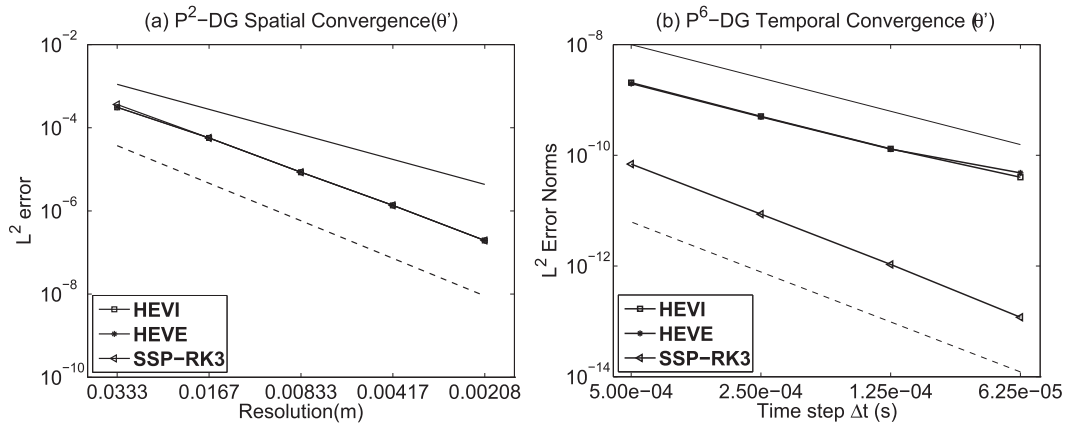 (a) P²−DG Spatial Convergence(θ')
10⁻²
10⁻⁴
10⁻⁶
10⁻⁸
10⁻¹⁰
L² error
HEVI
HEVE
SSP−RK3
0.0333 0.0167 0.00833 0.00417 0.00208
Resolution(m)
(b) P⁶−DG Temporal Convergence (θ')
10⁻⁸
10⁻¹⁰
10⁻¹²
10⁻¹⁴
L² Error Norms
HEVI
HEVE
SSP−RK3
5.00e−04 2.50e−04 1.25e−04 6.25e−05
Time step Δt (s)